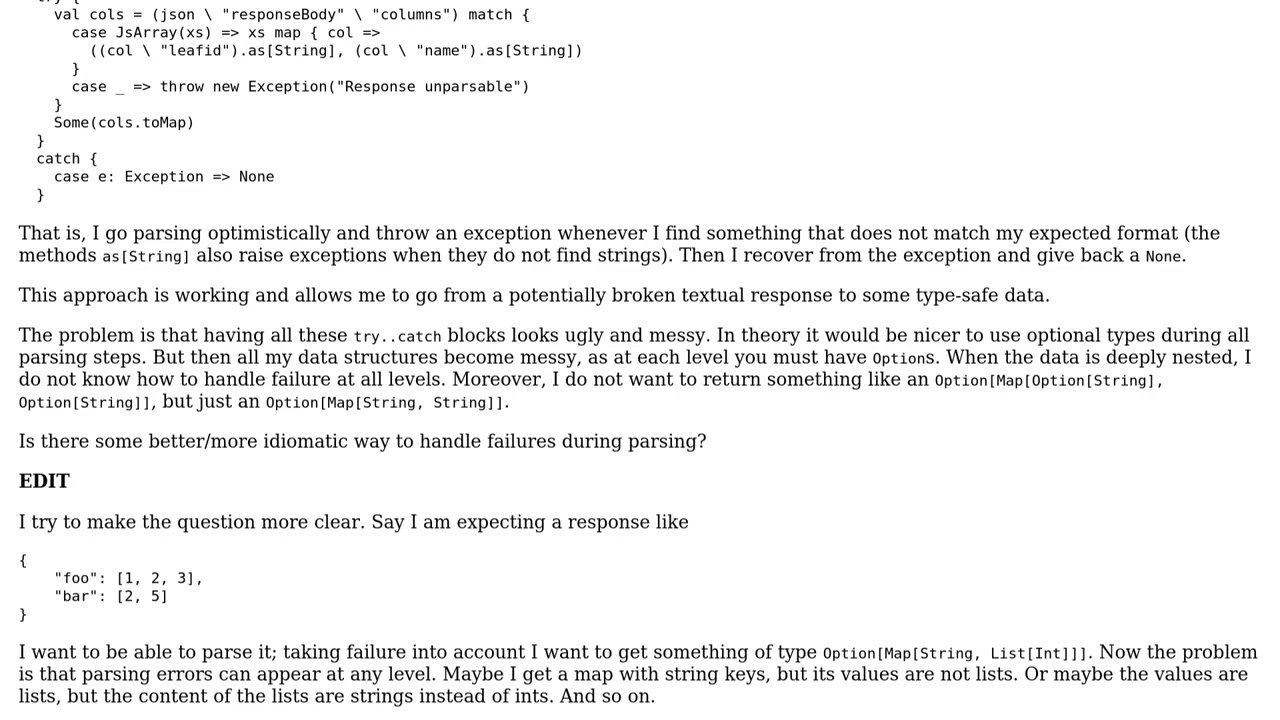 val cols = (json \ "responseBody" \ "columns") match {
case JsArray(xs) => xs map { col =>
((col \ "leafid").as[String], (col \ "name").as[String])
}
case _ => throw new Exception("Response unparsable")
}
Some(cols.toMap)
}
catch {
case e: Exception => None
}
That is, I go parsing optimistically and throw an exception whenever I find something that does not match my expected format (the
methods as[String] also raise exceptions when they do not find strings). Then I recover from the exception and give back a None.
This approach is working and allows me to go from a potentially broken textual response to some type-safe data.
The problem is that having all these try..catch blocks looks ugly and messy. In theory it would be nicer to use optional types during all
parsing steps. But then all my data structures become messy, as at each level you must have Options. When the data is deeply nested, I
do not know how to handle failure at all levels. Moreover, I do not want to return something like an Option[Map[Option[String],
Option[String]], but just an Option[Map[String, String]].
Is there some better/more idiomatic way to handle failures during parsing?
EDIT
I try to make the question more clear. Say I am expecting a response like
{
"foo": [1, 2, 3],
"bar": [2, 5]
}
I want to be able to parse it; taking failure into account I want to get something of type Option[Map[String, List[Int]]]. Now the problem
is that parsing errors can appear at any level. Maybe I get a map with string keys, but its values are not lists. Or maybe the values are
lists, but the content of the lists are strings instead of ints. And so on.